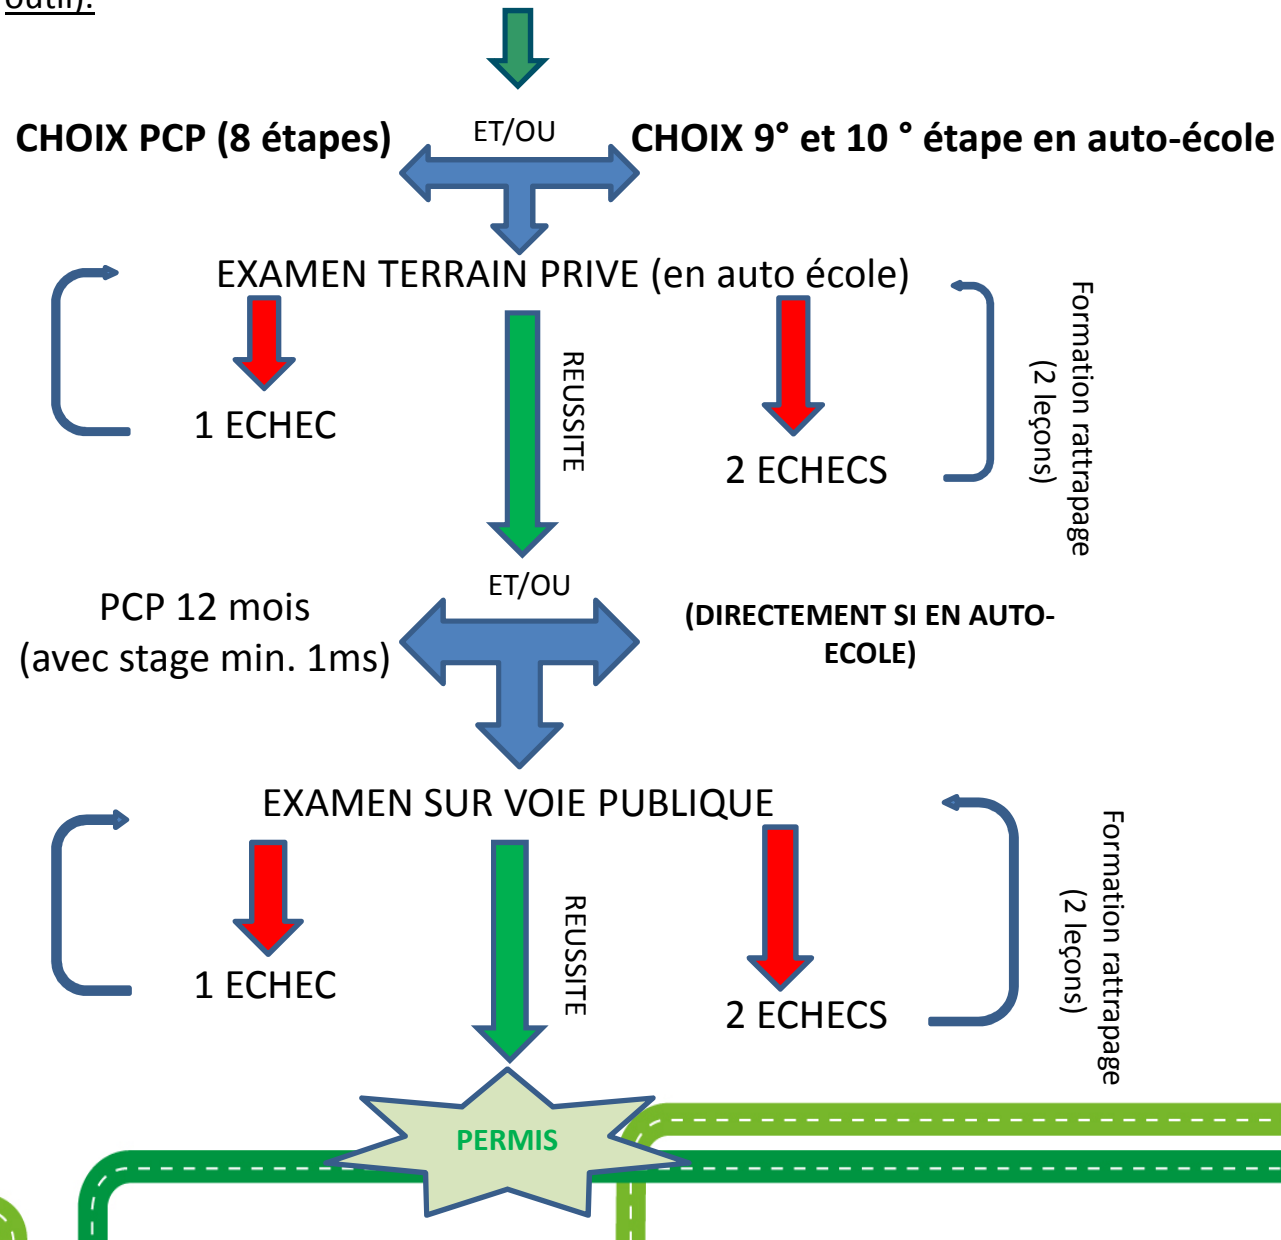 outil).
CHOIX PCP (8 étapes)
ET/OU
CHOIX 9° et 10 ° étape en auto-école
EXAMEN TERRAIN PRIVE (en auto école)
1 ECHEC
REUSSITE
2 ECHECS
Formation rattrapage
(2 leçons)
PCP 12 mois
(avec stage min. 1ms)
ET/OU
(DIRECTEMENT SI EN AUTO-
ECOLE)
EXAMEN SUR VOIE PUBLIQUE
1 ECHEC
REUSSITE
2 ECHECS
Formation rattrapage
(2 leçons)
PERMIS